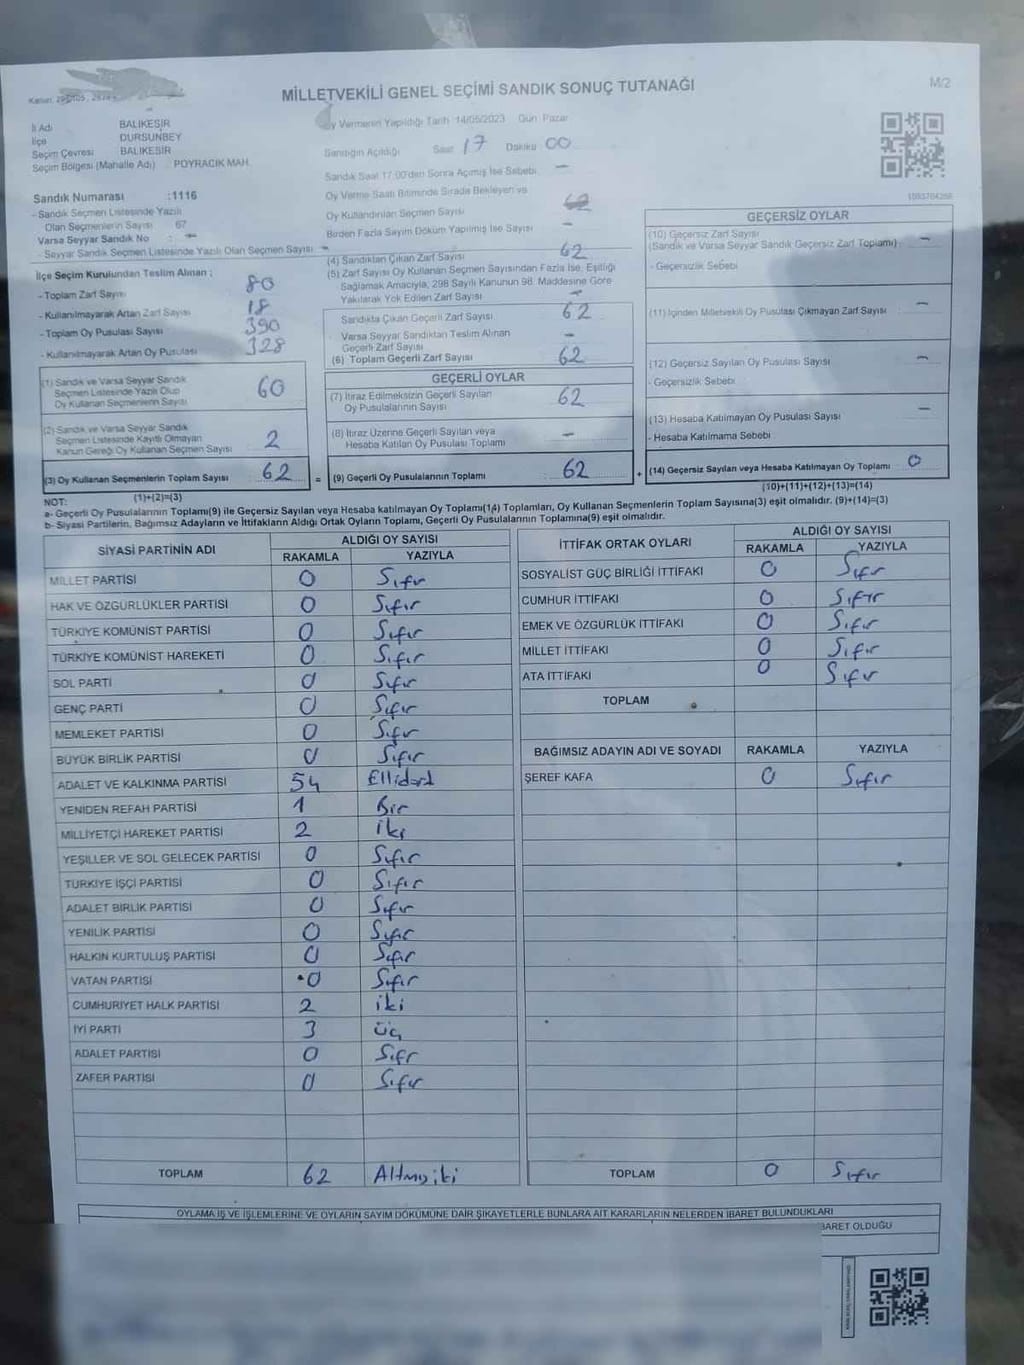 MİLLETVEKİLİ GENEL SEÇİMİ SANDIK SONUÇ TUTANAĞI
M/2
İl Adı BALIKESİR
İlçe DURSUNBEY
Seçim Çevresi BALIKESİR
Seçim Bölgesi (Mahalle Adı) : POYRACIK MAH.
Sandık Numarası :1116
- Sandık Seçmen Listesinde Yazılı
Olan Seçmenlerin Sayısı 67
Varsa Seyyar Sandık No : -
- Seyyar Sandık Seçmen Listesinde Yazılı Olan Seçmen Sayısı -
İlçe Seçim Kurulundan Teslim Alınan :
- Toplam Zarf Sayısı 80
- Kullanılmayarak Artan Zarf Sayısı 18
- Toplam Oy Pusulası Sayısı 390
- Kullanılmayarak Artan Oy Pusulası 328
(1) Sandık ve Varsa Seyyar Sandık
Seçmen Listesinde Yazılı Olup
Oy Kullanan Seçmenlerin Sayısı 60
(2) Sandık ve Varsa Seyyar Sandık
Seçmen Listesinde Kayıtlı Olmayan
Kanun Gereği Oy Kullanan Seçmen Sayısı 2
(3) Oy Kullanan Seçmenlerin Toplam Sayısı 62
Oy Vermenin Yapıldığı Tarih 14/05/2023 Gün Pazar
Sandığın Açıldığı Saat 17 Dakika 00
Sandık Saat 17:00'den Sonra Açılmış İse Sebebi -
Oy Verme Saati Bitiminde Sırada Bekleyen ve
Oy Kullandırılan Seçmen Sayısı
Birden Fazla Sayım Döküm Yapılmış İse Sayısı -
(4) Sandıktan Çıkan Zarf Sayısı 62
(5) Zarf Sayısı Oy Kullanan Seçmen Sayısından Fazla İse, Eşitliği
Sağlamak Amacıyla, 298 Sayılı Kanunun 98. Maddesine Göre
Yakılarak Yok Edilen Zarf Sayısı -
Sandıkta Çıkan Geçerli Zarf Sayısı 62
Varsa Seyyar Sandıktan Teslim Alınan
Geçerli Zarf Sayısı -
(6) Toplam Geçerli Zarf Sayısı 62
GEÇERLİ OYLAR
(7) İtiraz Edilmeksizin Geçerli Sayılan
Oy Pusulalarının Sayısı 62
(8) İtiraz Üzerine Geçerli Sayılan veya
Hesaba Katılan Oy Pusulası Toplamı -
= (9) Geçerli Oy Pusulalarının Toplamı 62
GEÇERSİZ OYLAR
(10) Geçersiz Zarf Sayısı
(Sandık ve Varsa Seyyar Sandık Geçersiz Zarf Toplamı) -
- Geçersizlik Sebebi
(11) İçinden Milletvekili Oy Pusulası Çıkmayan Zarf Sayısı -
(12) Geçersiz Sayılan Oy Pusulası Sayısı -
- Geçersizlik Sebebi
(13) Hesaba Katılmayan Oy Pusulası Sayısı -
- Hesaba Katılmama Sebebi
+ (14) Geçersiz Sayılan veya Hesaba Katılmayan Oy Toplamı 0
(1)+(2)=(3)
(10)+(11)+(12)+(13)=(14)
NOT:
a- Geçerli Oy Pusulalarının Toplamı(9) ile Geçersiz Sayılan veya Hesaba katılmayan Oy Toplamı(14) Toplamları, Oy Kullanan Seçmenlerin Toplam Sayısına(3) eşit olmalıdır. (9)+(14)=(3)
b- Siyasi Partilerin, Bağımsız Adayların ve İttifakların Aldığı Ortak Oyların Toplamı, Geçerli Oy Pusulalarının Toplamına(9) eşit olmalıdır.
SİYASİ PARTİNİN ADI ALDIĞI OY SAYISI
RAKAMLA YAZIYLA
MİLLET PARTİSİ 0 Sıfır
HAK VE ÖZGÜRLÜKLER PARTİSİ 0 Sıfır
TÜRKİYE KOMÜNİST PARTİSİ 0 Sıfır
TÜRKİYE KOMÜNİST HAREKETİ 0 Sıfır
SOL PARTİ 0 Sıfır
GENÇ PARTİ 0 Sıfır
MEMLEKET PARTİSİ 0 Sıfır
BÜYÜK BİRLİK PARTİSİ 0 Sıfır
ADALET VE KALKINMA PARTİSİ 54 Ellidört
YENİDEN REFAH PARTİSİ 1 Bir
MİLLİYETÇİ HAREKET PARTİSİ 2 iki
YEŞİLLER VE SOL GELECEK PARTİSİ 0 Sıfır
TÜRKİYE İŞÇİ PARTİSİ 0 Sıfır
ADALET BİRLİK PARTİSİ 0 Sıfır
YENİLİK PARTİSİ 0 Sıfır
HALKIN KURTULUŞ PARTİSİ 0 Sıfır
VATAN PARTİSİ 0 Sıfır
CUMHURİYET HALK PARTİSİ 2 iki
İYİ PARTİ 3 üç
ADALET PARTİSİ 0 Sıfır
ZAFER PARTİSİ 0 Sıfır
TOPLAM 62 Altmışiki
İTTİFAK ORTAK OYLARI ALDIĞI OY SAYISI
RAKAMLA YAZIYLA
SOSYALİST GÜÇ BİRLİĞİ İTTİFAKI 0 Sıfır
CUMHUR İTTİFAKI 0 Sıfır
EMEK VE ÖZGÜRLÜK İTTİFAKI 0 Sıfır
MİLLET İTTİFAKI 0 Sıfır
ATA İTTİFAKI 0 Sıfır
TOPLAM
BAĞIMSIZ ADAYIN ADI VE SOYADI RAKAMLA YAZIYLA
ŞEREF KAFA 0 Sıfır
TOPLAM 0 Sıfır
OYLAMA İŞ VE İŞLEMLERİNE VE OYLARIN SAYIM DÖKÜMÜNE DAİR ŞİKAYETLERLE BUNLARA AİT KARARLARIN NELERDEN İBARET BULUNDUKLARI
İBARET OLDUĞU